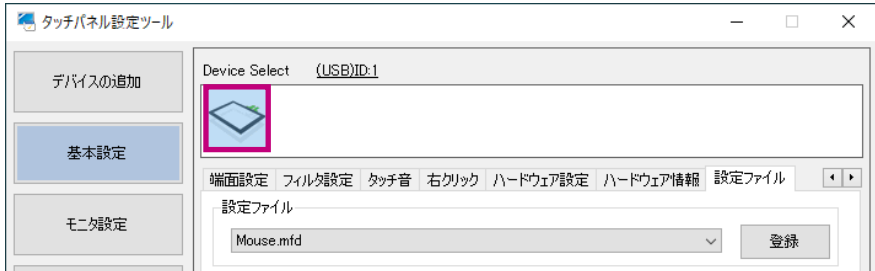 タッチパネル設定ツール
デバイスの追加
基本設定
モニタ設定
Device Select (USB)ID:1
端面設定 フィルタ設定 タッチ音 右クリック ハードウェア設定 ハードウェア情報 設定ファイル
設定ファイル
Mouse.mfd 登録